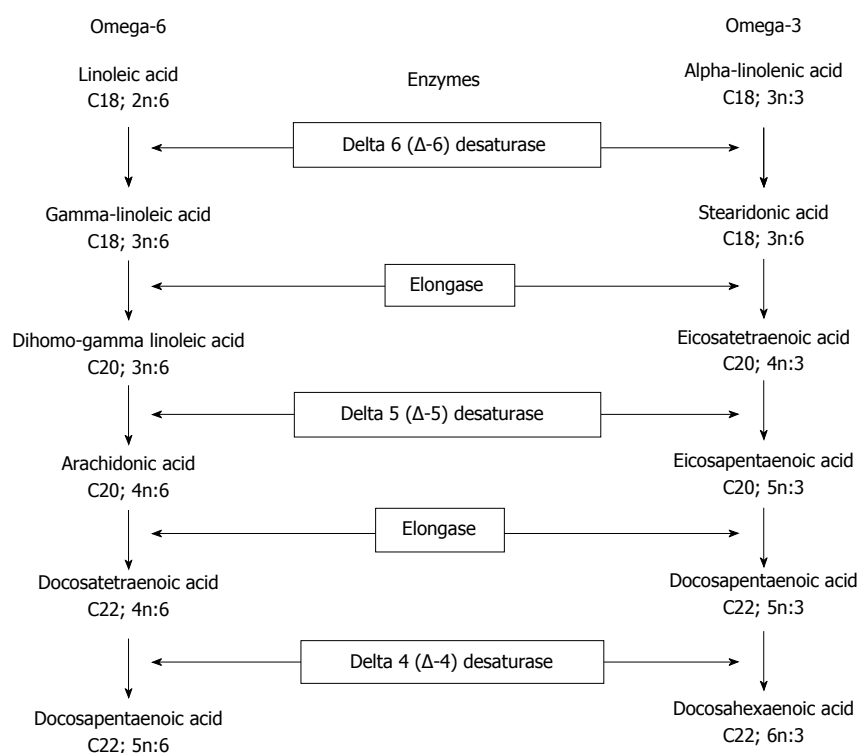 Omega-6
Omega-3
Linoleic acid
C18; 2n:6
Enzymes
Alpha-linolenic acid
C18; 3n:3
Delta 6 (Δ-6) desaturase
Gamma-linoleic acid
C18; 3n:6
Stearidonic acid
C18; 3n:6
Elongase
Dihomo-gamma linoleic acid
C20; 3n:6
Eicosatetraenoic acid
C20; 4n:3
Delta 5 (Δ-5) desaturase
Arachidonic acid
C20; 4n:6
Eicosapentaenoic acid
C20; 5n:3
Elongase
Docosatetraenoic acid
C22; 4n:6
Docosapentaenoic acid
C22; 5n:3
Delta 4 (Δ-4) desaturase
Docosapentaenoic acid
C22; 5n:6
Docosahexaenoic acid
C22; 6n:3